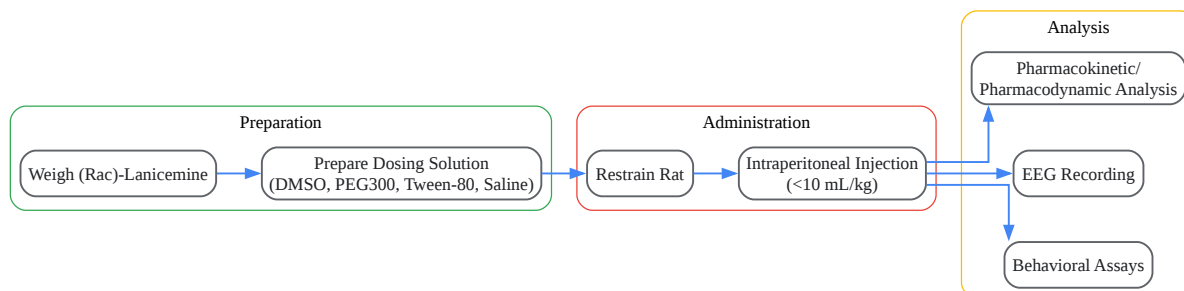 Preparation
Weigh (Rac)-Lanicemine
Prepare Dosing Solution
(DMSO, PEG300, Tween-80, Saline)
Administration
Restrain Rat
Intraperitoneal Injection
(<10 mL/kg)
Analysis
Pharmacokinetic/
Pharmacodynamic Analysis
EEG Recording
Behavioral Assays